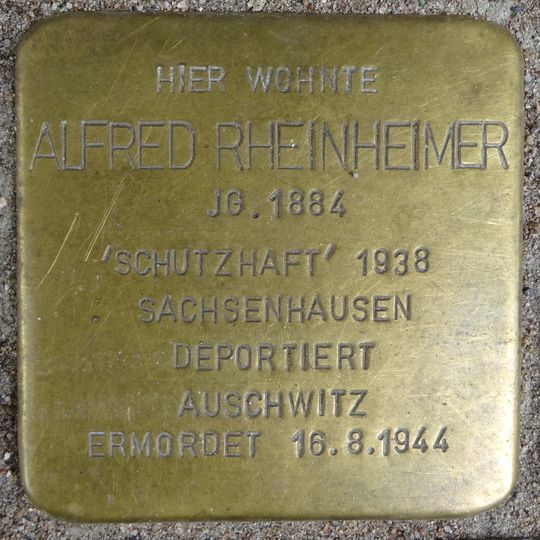 HIER WOHNTE
ALFRED RHEINHEIMER
JG. 1884
'SCHUTZHAFT' 1938
SACHSENHAUSEN
DEPORTIERT
AUSCHWITZ
ERMORDET 16.8.1944